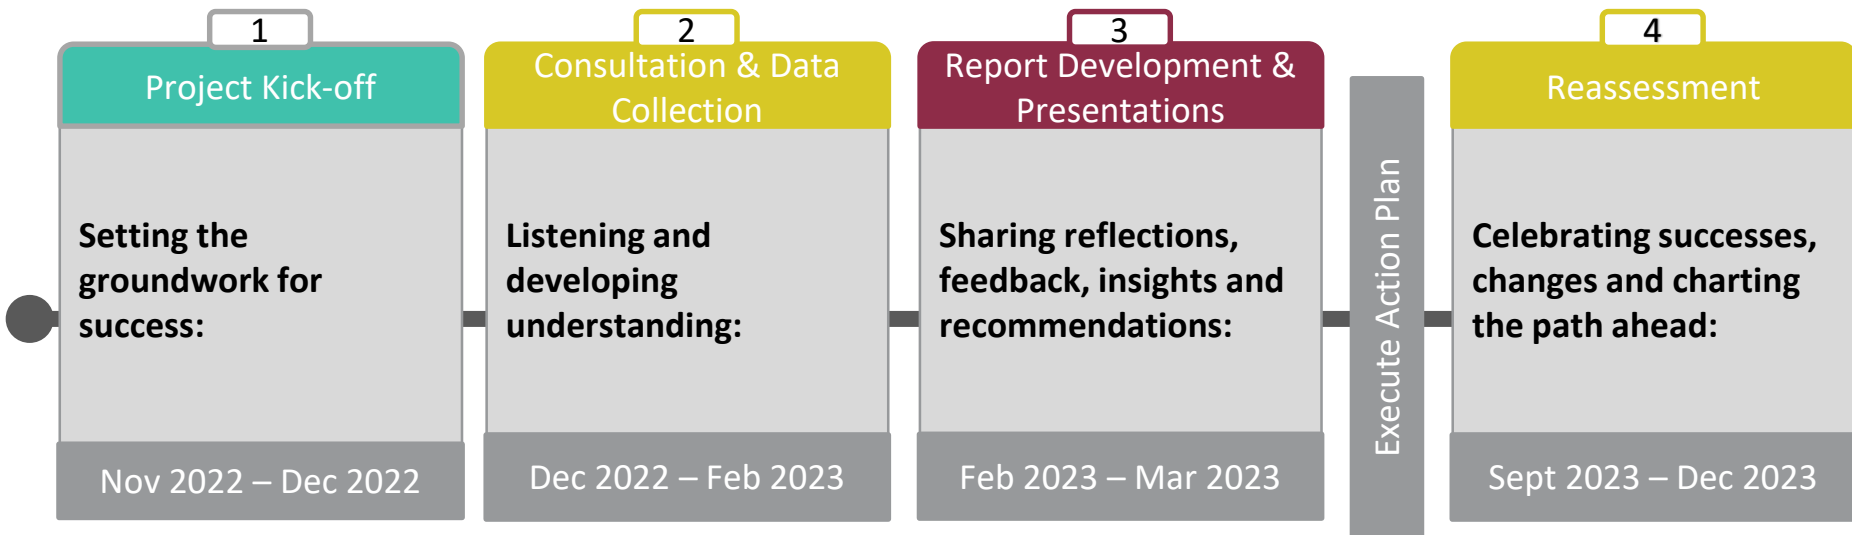 1
Project Kick-off
Setting the
groundwork for
success:
Nov 2022 – Dec 2022
2
Consultation & Data
Collection
Listening and
developing
understanding:
Dec 2022 – Feb 2023
3
Report Development &
Presentations
Sharing reflections,
feedback, insights and
recommendations:
Feb 2023 – Mar 2023
Execute Action Plan
4
Reassessment
Celebrating successes,
changes and charting
the path ahead:
Sept 2023 – Dec 2023